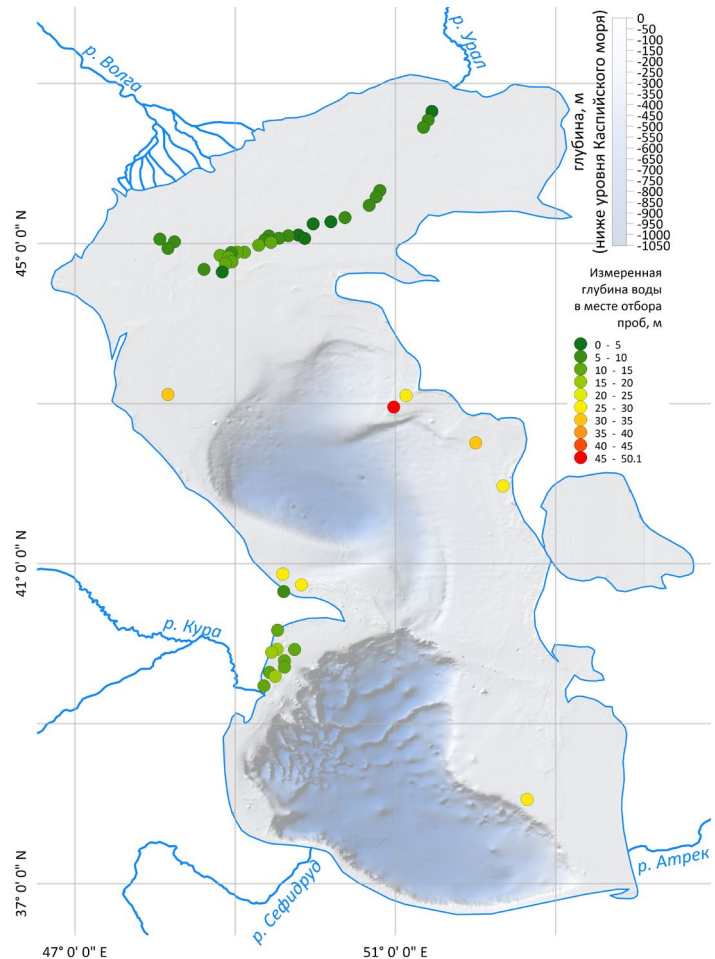 р. Волга
р. Урал
глубина, м
(ниже уровня Каспийского моря)
0
-50
-100
-150
-200
-250
-300
-350
-400
-450
-500
-550
-600
-650
-700
-750
-800
-850
-900
-950
-1000
-1050
45° 0' 0'' N
Измеренная
глубина воды
в месте отбора
проб, м
0 - 5
5 - 10
10 - 15
15 - 20
20 - 25
25 - 30
30 - 35
35 - 40
40 - 45
45 - 50.1
41° 0' 0'' N
р. Кура
р. Атрек
р. Сефидруд
37° 0' 0'' N
47° 0' 0'' E
51° 0' 0'' E